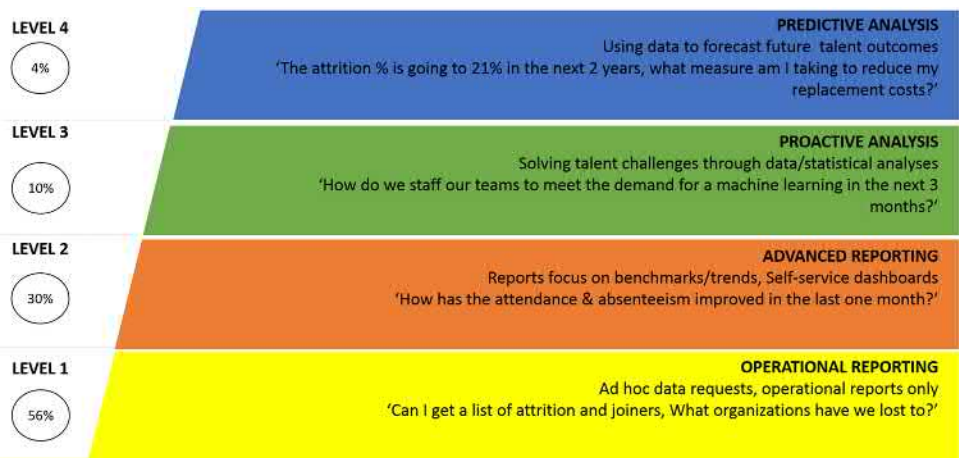 LEVEL 4
4%
PREDICTIVE ANALYSIS
Using data to forecast future talent outcomes
‘The attrition % is going to 21% in the next 2 years, what measure am I taking to reduce my
replacement costs?’
LEVEL 3
10%
PROACTIVE ANALYSIS
Solving talent challenges through data/statistical analyses
‘How do we staff our teams to meet the demand for a machine learning in the next 3
months?’
LEVEL 2
30%
ADVANCED REPORTING
Reports focus on benchmarks/trends, Self-service dashboards
‘How has the attendance & absenteeism improved in the last one month?’
LEVEL 1
56%
OPERATIONAL REPORTING
Ad hoc data requests, operational reports only
‘Can I get a list of attrition and joiners, What organizations have we lost to?’